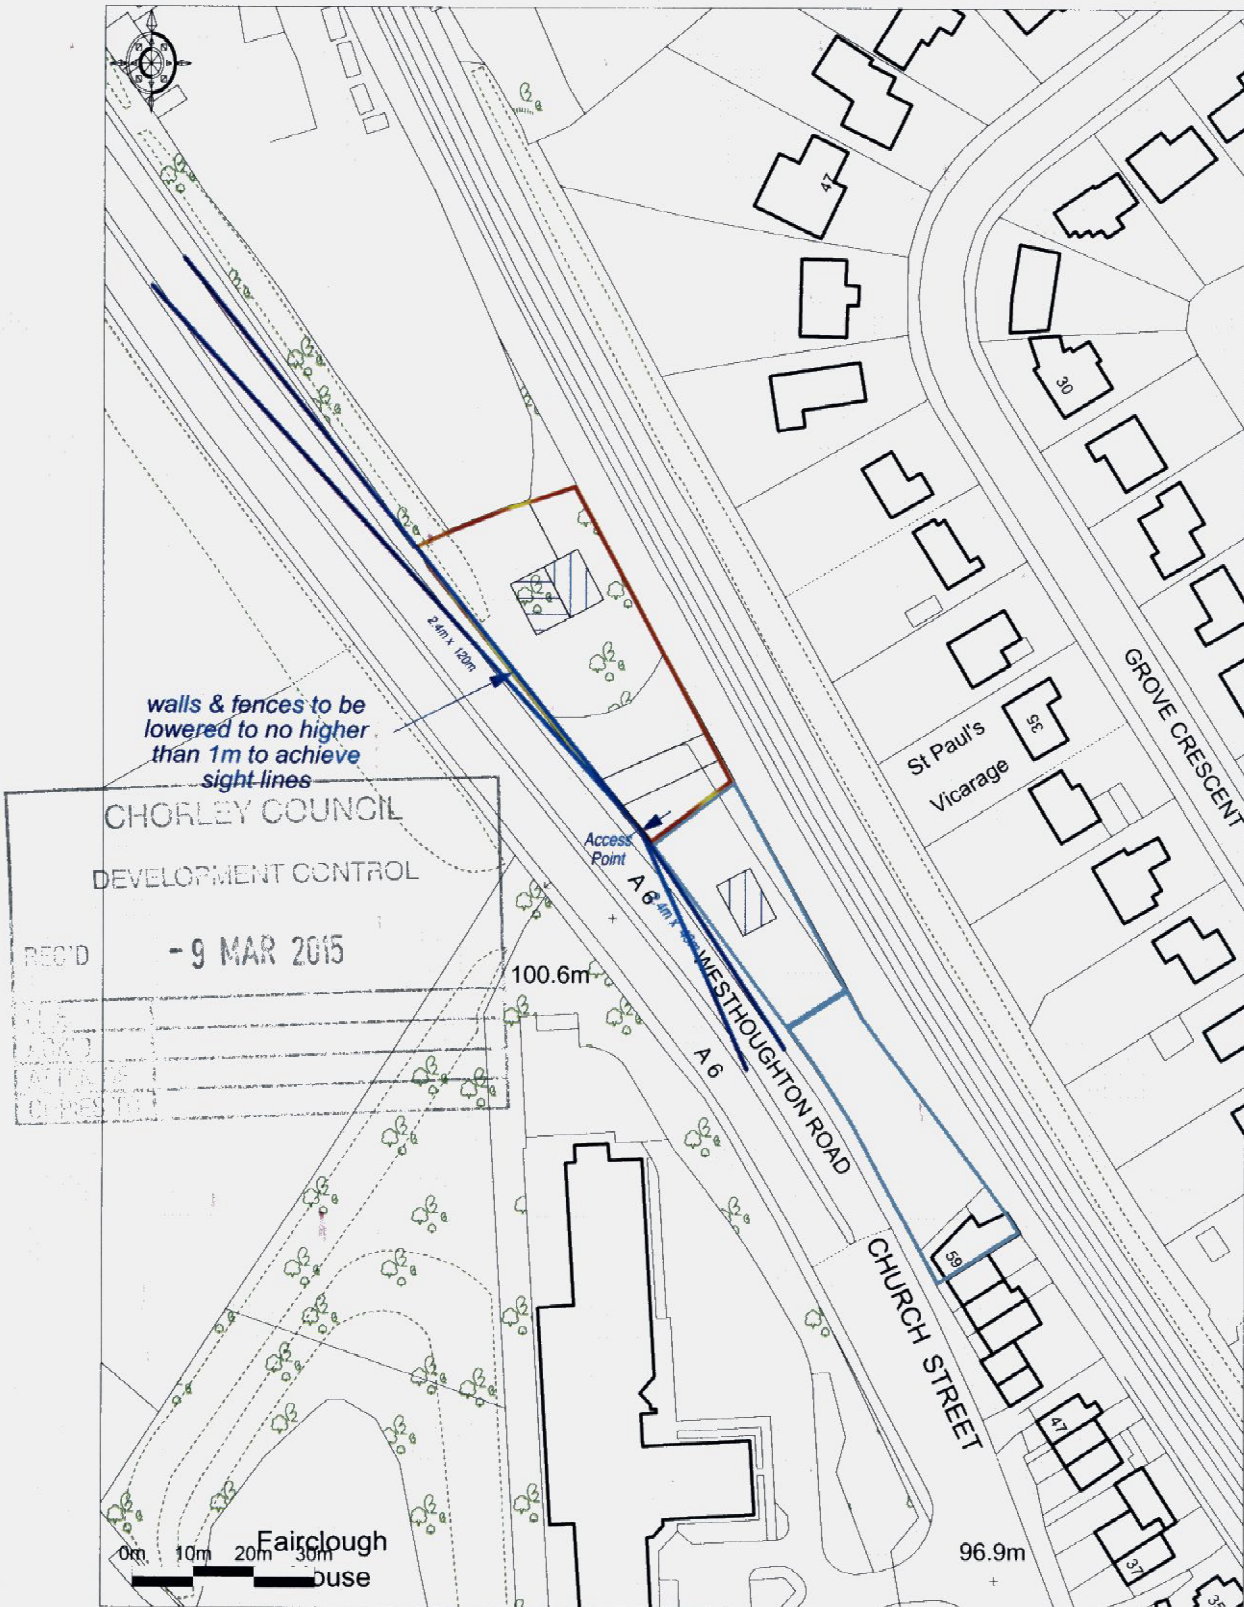 47
30
2.4m x 120m
walls & fences to be
lowered to no higher
than 1m to achieve
sight lines
GROVE CRESCENT
35
St Paul's
Vicarage
CHORLEY COUNCIL
DEVELOPMENT CONTROL
REC'D - 9 MAR 2015
Access
Point
A 6
100.6m
WESTHOUGHTON ROAD
A 6
59
CHURCH STREET
47
37
35
96.9m
Fairclough
0m 10m 20m 30m